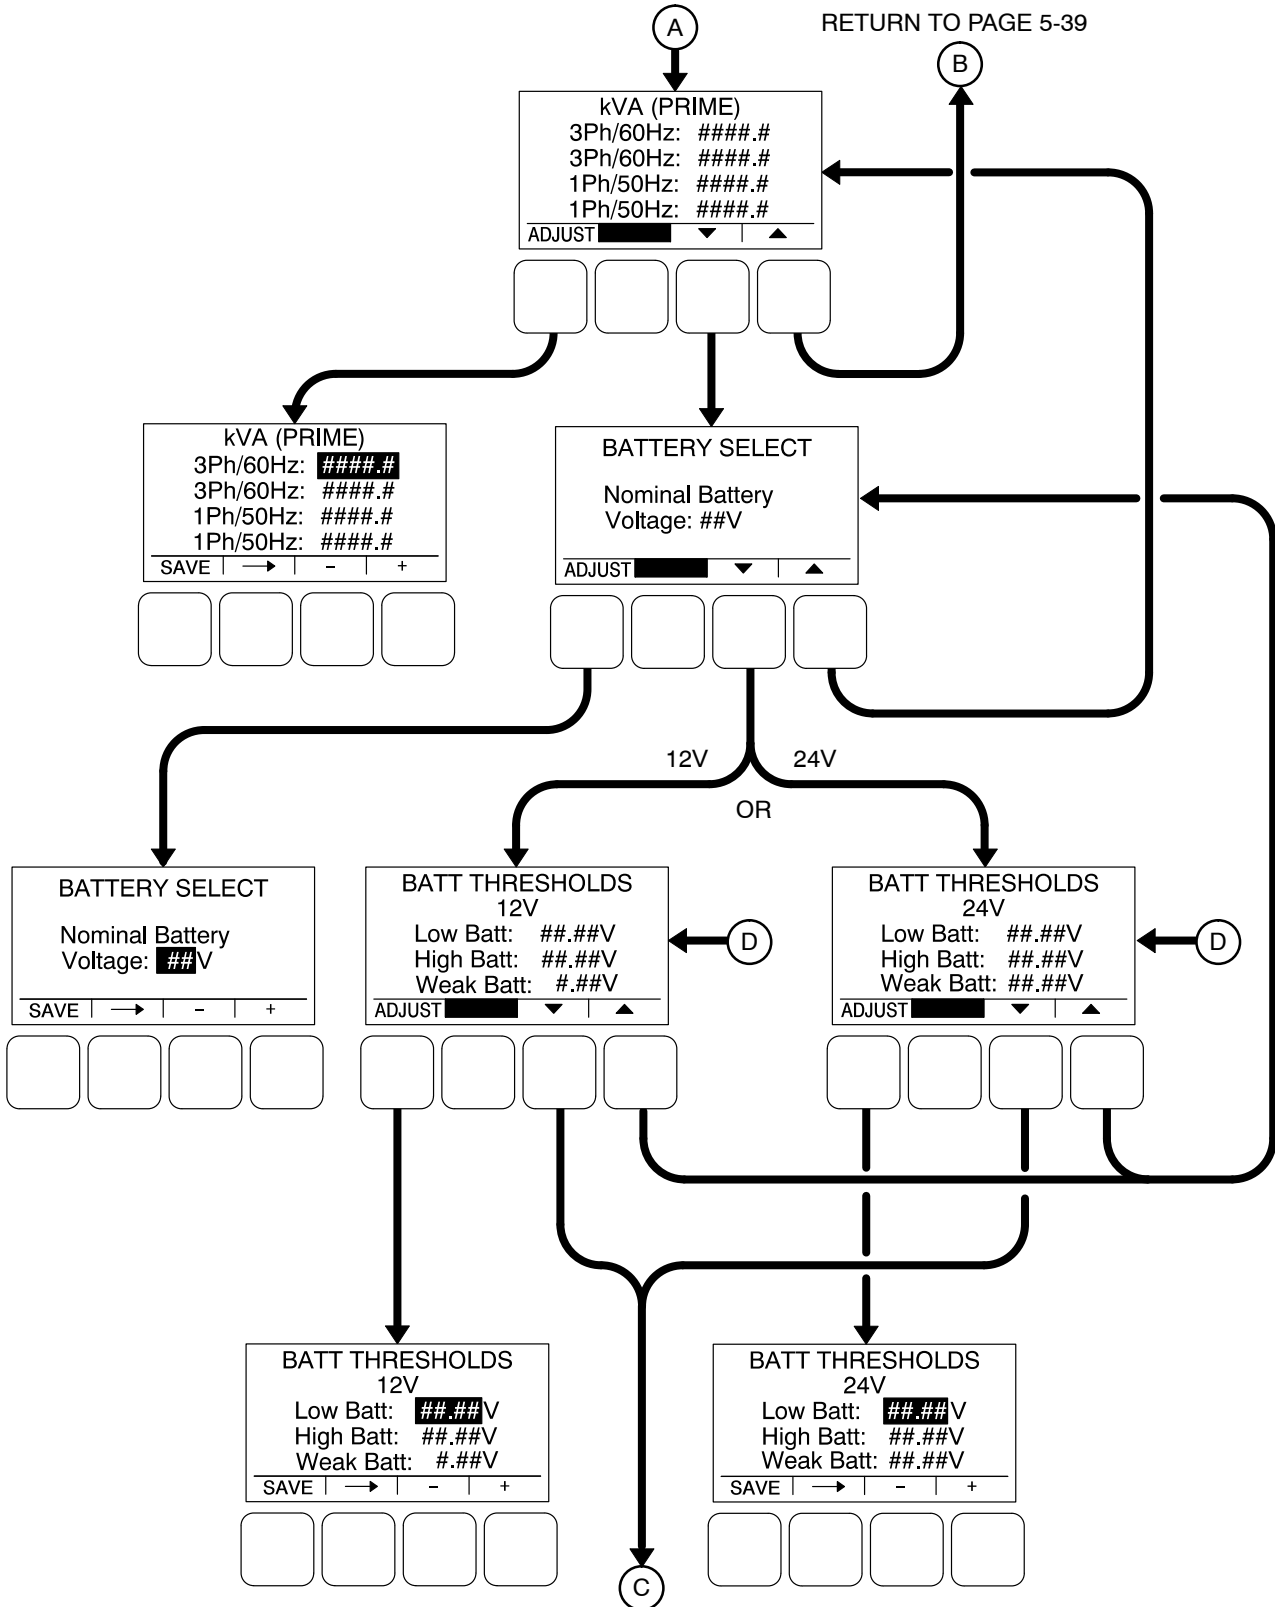 A
RETURN TO PAGE 5-39
B
kVA (PRIME)
3Ph/60Hz: ####.#
3Ph/60Hz: ####.#
1Ph/50Hz: ####.#
1Ph/50Hz: ####.#
ADJUST ▼ ▲
kVA (PRIME)
3Ph/60Hz: ####.#
3Ph/60Hz: ####.#
1Ph/50Hz: ####.#
1Ph/50Hz: ####.#
SAVE → - +
BATTERY SELECT
Nominal Battery
Voltage: ##V
ADJUST ▼ ▲
12V
24V
OR
BATTERY SELECT
Nominal Battery
Voltage: ##V
SAVE → - +
BATT THRESHOLDS
12V
Low Batt: ##.##V
High Batt: ##.##V
Weak Batt: #.##V
ADJUST ▼ ▲
D
BATT THRESHOLDS
24V
Low Batt: ##.##V
High Batt: ##.##V
Weak Batt: ##.##V
ADJUST ▼ ▲
D
BATT THRESHOLDS
12V
Low Batt: ##.##V
High Batt: ##.##V
Weak Batt: #.##V
SAVE → - +
BATT THRESHOLDS
24V
Low Batt: ##.##V
High Batt: ##.##V
Weak Batt: ##.##V
SAVE → - +
C